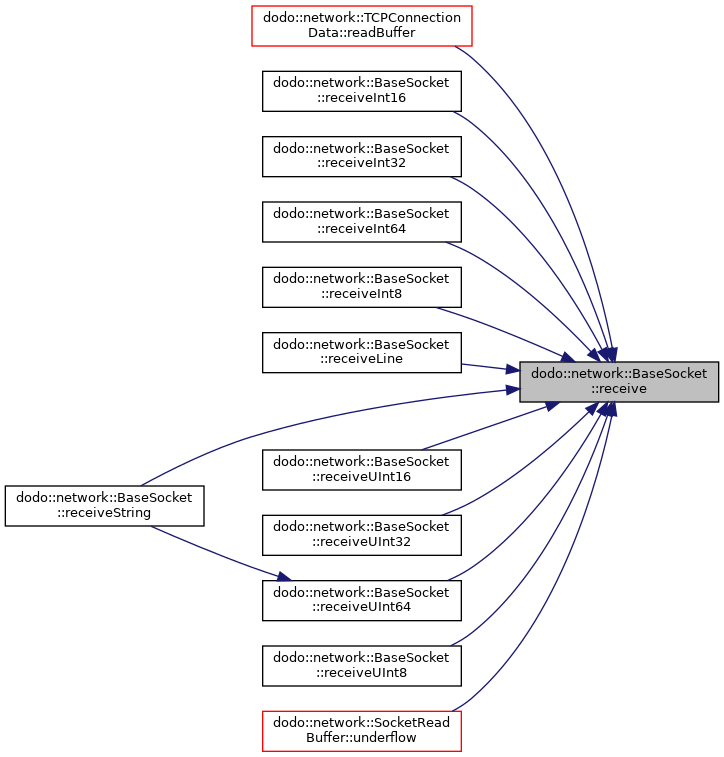 dodo::network::TCPConnection
Data::readBuffer
dodo::network::BaseSocket
::receiveInt16
dodo::network::BaseSocket
::receiveInt32
dodo::network::BaseSocket
::receiveInt64
dodo::network::BaseSocket
::receiveInt8
dodo::network::BaseSocket
::receiveLine
dodo::network::BaseSocket
::receive
dodo::network::BaseSocket
::receiveUInt16
dodo::network::BaseSocket
::receiveString
dodo::network::BaseSocket
::receiveUInt32
dodo::network::BaseSocket
::receiveUInt64
dodo::network::BaseSocket
::receiveUInt8
dodo::network::SocketRead
Buffer::underflow